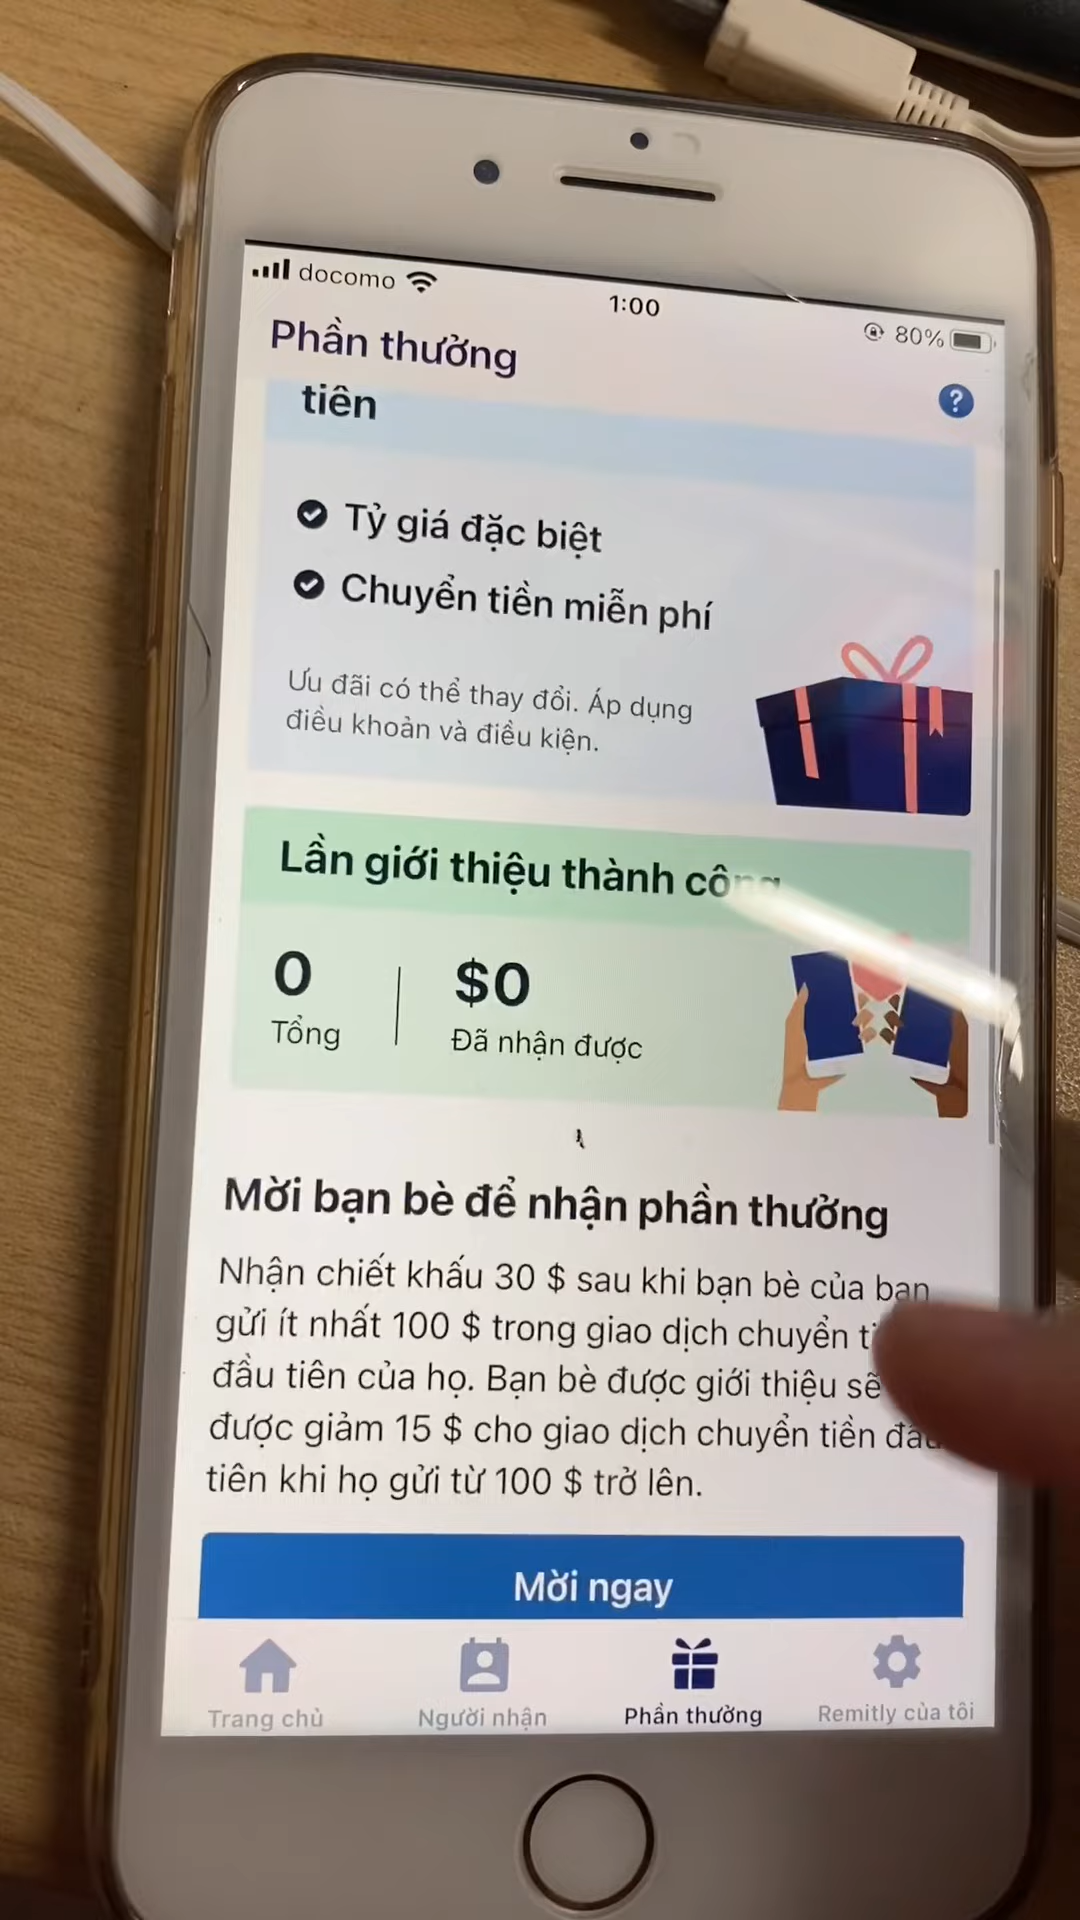 docomo
1:00
80%
Phần thưởng
?
tiên
Tỷ giá đặc biệt
Chuyển tiền miễn phí
Ưu đãi có thể thay đổi. Áp dụng
điều khoản và điều kiện.
Lần giới thiệu thành công
0
$0
Tổng
Đã nhận được
Mời bạn bè để nhận phần thưởng
Nhận chiết khấu 30 $ sau khi bạn bè của bạn
gửi ít nhất 100 $ trong giao dịch chuyển
đầu tiên của họ. Bạn bè được giới thiệu sẽ
được giảm 15 $ cho giao dịch chuyển tiền đầu
tiên khi họ gửi từ 100 $ trở lên.
Mời ngay
Trang chủ
Người nhận
Phần thưởng
Remitly của tôi